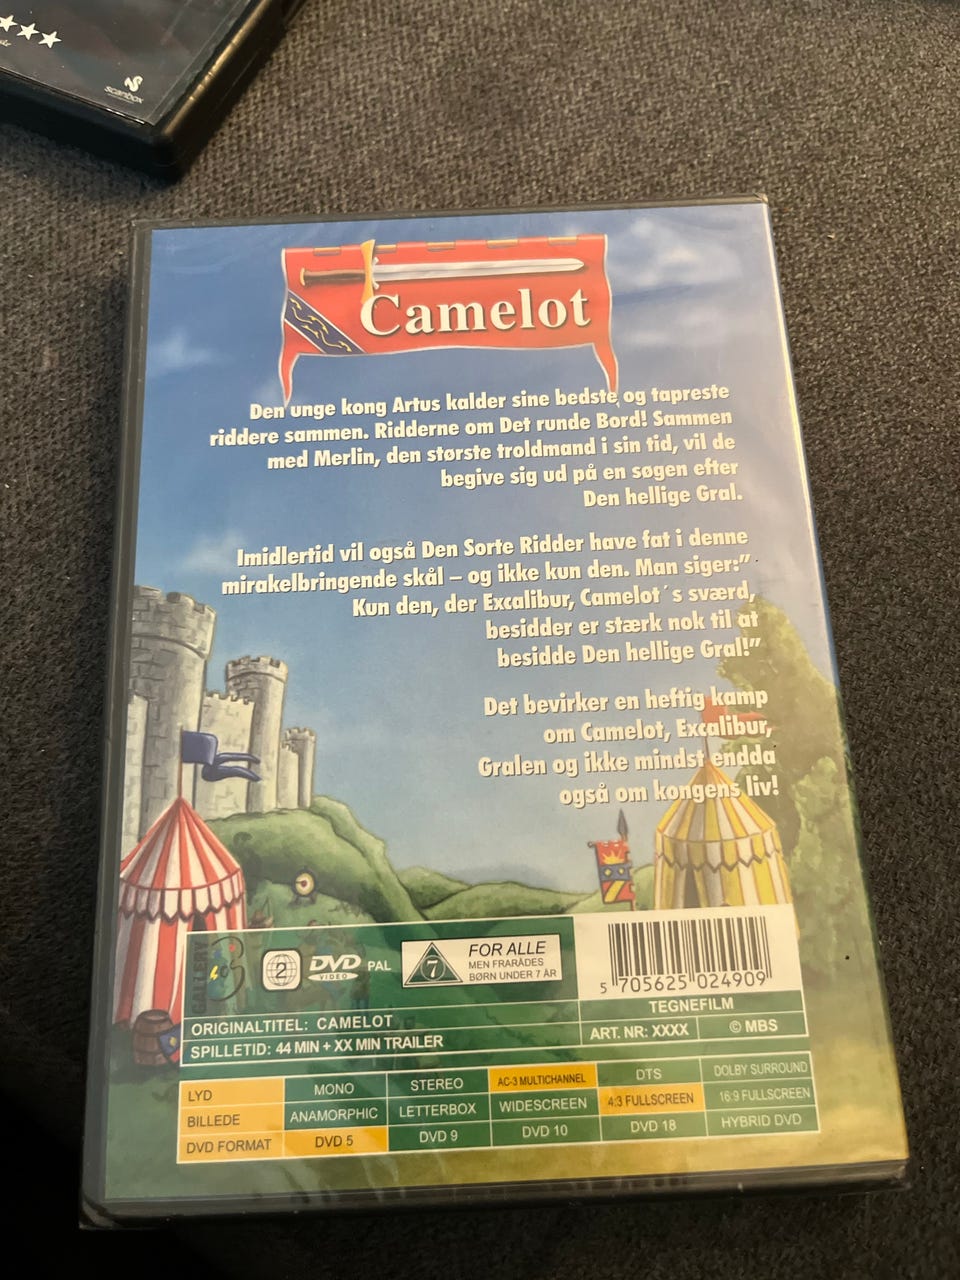 scanbox
Camelot
Den unge kong Artus kalder sine bedste og tapreste
riddere sammen. Ridderne om Det runde Bord! Sammen
med Merlin, den største troldmand i sin tid, vil de
begive sig ud på en søgen efter
Den hellige Gral.
Imidlertid vil også Den Sorte Ridder have fat i denne
mirakelbringende skål – og ikke kun den. Man siger:”
Kun den, der Excalibur, Camelot´s sværd,
besidder er stærk nok til at
besidde Den hellige Gral!”
Det bevirker en heftig kamp
om Camelot, Excalibur,
Gralen og ikke mindst endda
også om kongens liv!
2
DVD
VIDEO
PAL
7
FOR ALLE
MEN FRARÅDES
BØRN UNDER 7 ÅR
5 705625 024909
TEGNEFILM
ORIGINALTITEL: CAMELOT
ART. NR: XXXX
© MBS
SPILLETID: 44 MIN + XX MIN TRAILER
LYD MONO STEREO AC-3 MULTICHANNEL DTS DOLBY SURROUND
BILLEDE ANAMORPHIC LETTERBOX WIDESCREEN 4:3 FULLSCREEN 16:9 FULLSCREEN
DVD FORMAT DVD 5 DVD 9 DVD 10 DVD 18 HYBRID DVD